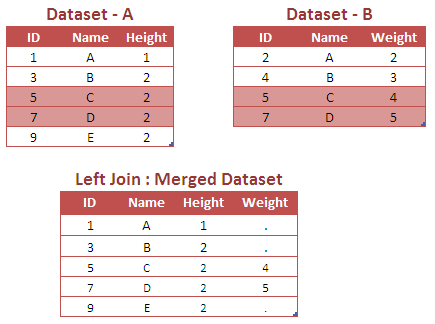 Dataset - A
ID Name Height
1 A 1
3 B 2
5 C 2
7 D 2
9 E 2
Dataset - B
ID Name Weight
2 A 2
4 B 3
5 C 4
7 D 5
Left Join : Merged Dataset
ID Name Height Weight
1 A 1 .
3 B 2 .
5 C 2 4
7 D 2 5
9 E 2 .